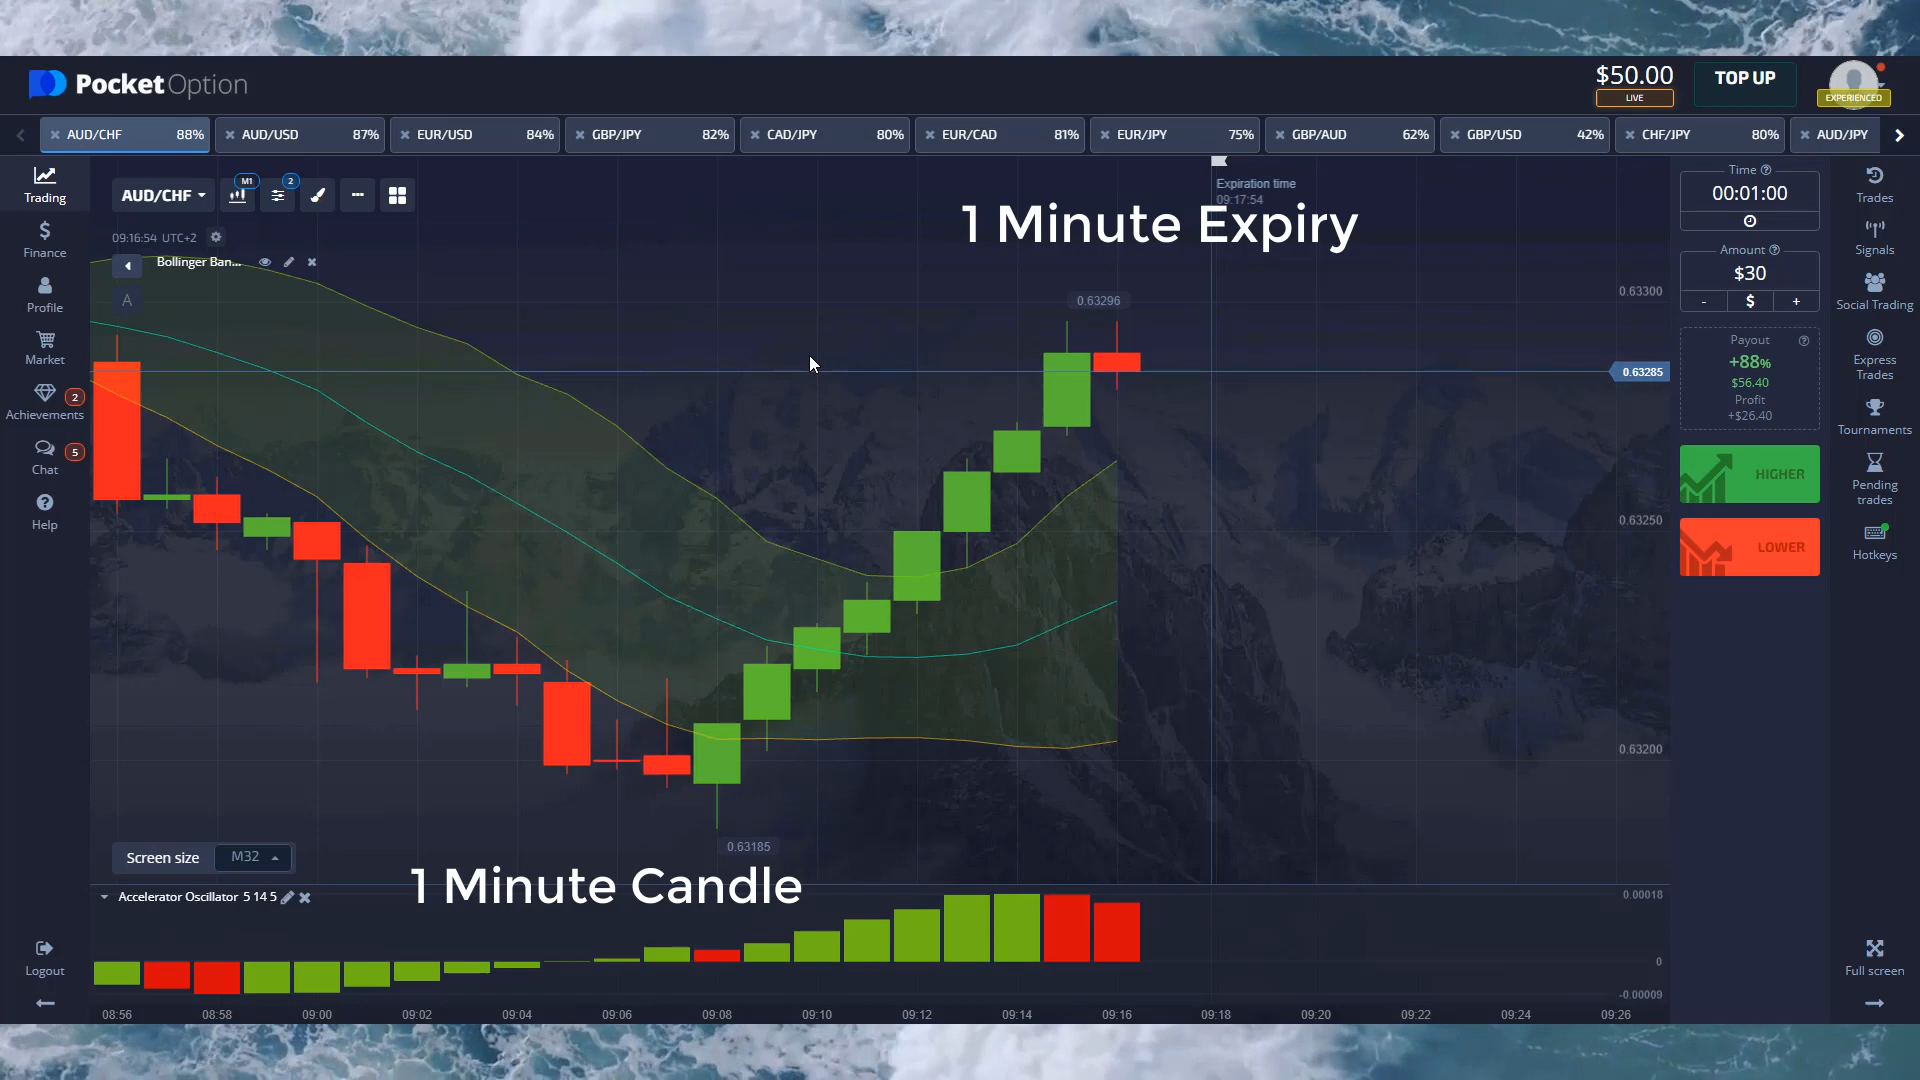 PocketOption
$50.00
LIVE
TOP UP
EXPERIENCED
AUD/CHF 88%
AUD/USD 87%
EUR/USD 84%
GBP/JPY 82%
CAD/JPY 80%
EUR/CAD 81%
EUR/JPY 75%
GBP/AUD 62%
GBP/USD 42%
CHF/JPY 80%
AUD/JPY
Trading
Finance
Profile
Market
Achievements
2
Chat
5
Help
Logout
AUD/CHF
M1
2
09:16:54 UTC+2
Bollinger Ban...
A
Expiration time
09:17:54
1 Minute Expiry
0.63296
0.63300
0.63285
0.63250
0.63200
0.63185
Screen size M32
1 Minute Candle
Accelerator Oscillator 5 14 5
0.00018
0
-0.00009
08:56 08:58 09:00 09:02 09:04 09:06 09:08 09:10 09:12 09:14 09:16 09:18 09:20 09:22 09:24 09:26
Time
00:01:00
Amount
$30
- $ +
Payout
+88%
$56.40
Profit
+$26.40
HIGHER
LOWER
Trades
Signals
Social Trading
Express
Trades
Tournaments
Pending
trades
Hotkeys
Full screen